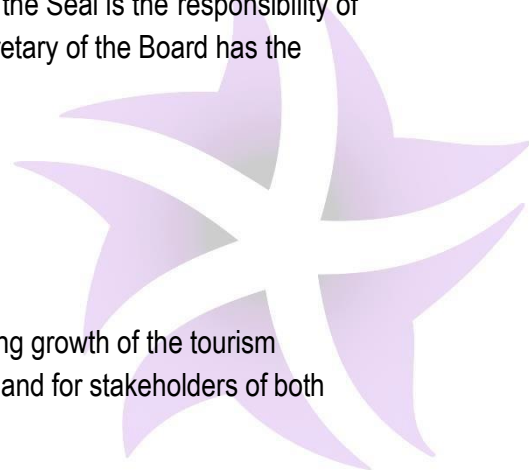 the Seal is the responsibility of
retary of the Board has the
ng growth of the tourism
and for stakeholders of both